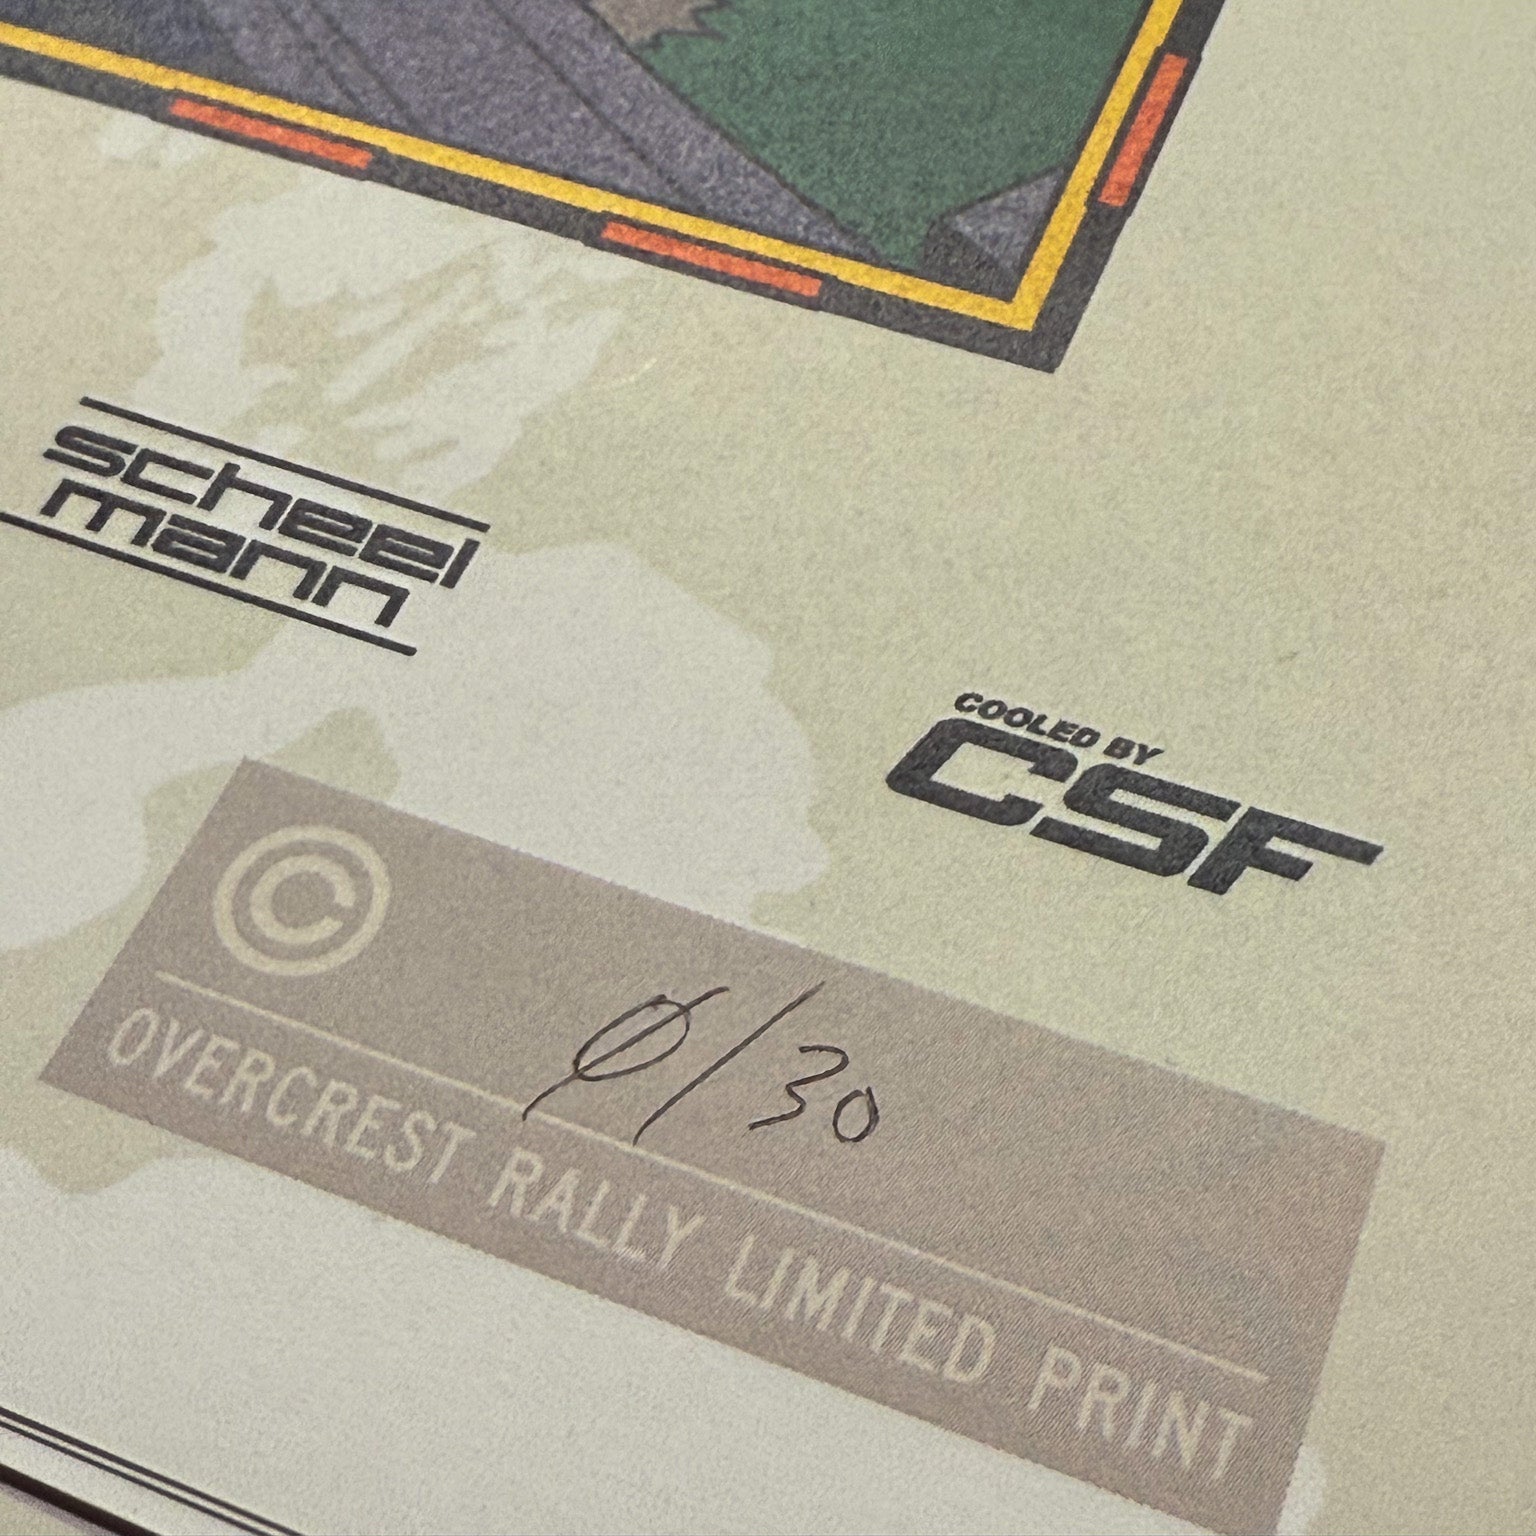 scheel
mann
COOLED BY
CSF
©
Ø/30
OVERCREST RALLY LIMITED PRINT